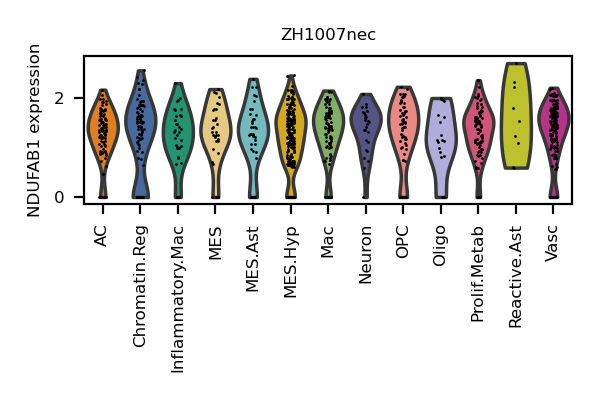 ZH1007nec
NDUFAB1 expression
2
0
AC
Chromatin.Reg
Inflammatory.Mac
MES
MES.Ast
MES.Hyp
Mac
Neuron
OPC
Oligo
Prolif.Metab
Reactive.Ast
Vasc